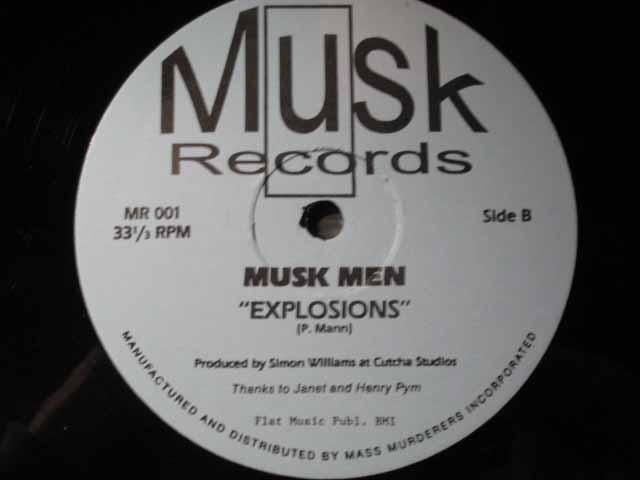 Musk
Records
MR 001
33⅓ RPM
Side B
MUSK MEN
"EXPLOSIONS"
(P. Mann)
Produced by Simon Williams at Cutcha Studios
Thanks to Janet and Henry Pym
Flat Music Publ. BMI
MANUFACTURED AND DISTRIBUTED BY MASS MURDERERS INCORPORATED